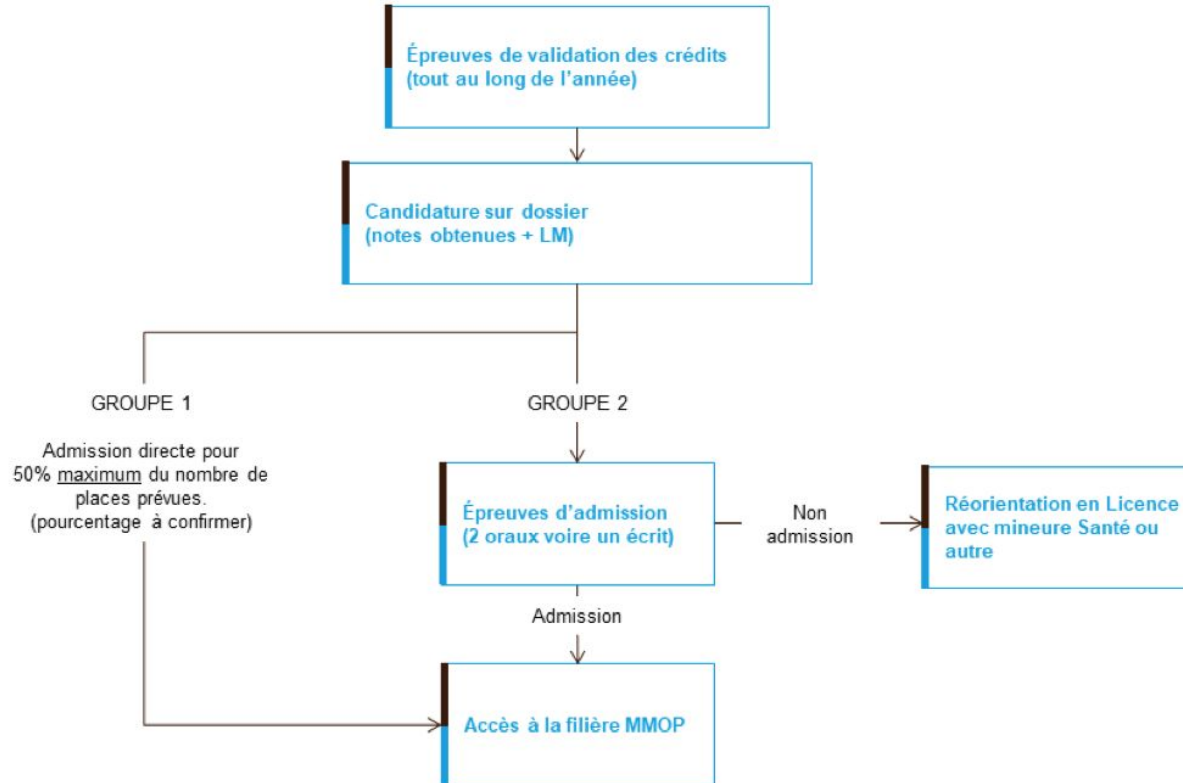 Épreuves de validation des crédits
(tout au long de l'année)
Candidature sur dossier
(notes obtenues + LM)
GROUPE 1
Admission directe pour
50% maximum du nombre de
places prévues.
(pourcentage à confirmer)
GROUPE 2
Épreuves d'admission
(2 oraux voire un écrit)
Non
admission
Réorientation en Licence
avec mineure Santé ou
autre
Admission
Accès à la filière MMOP